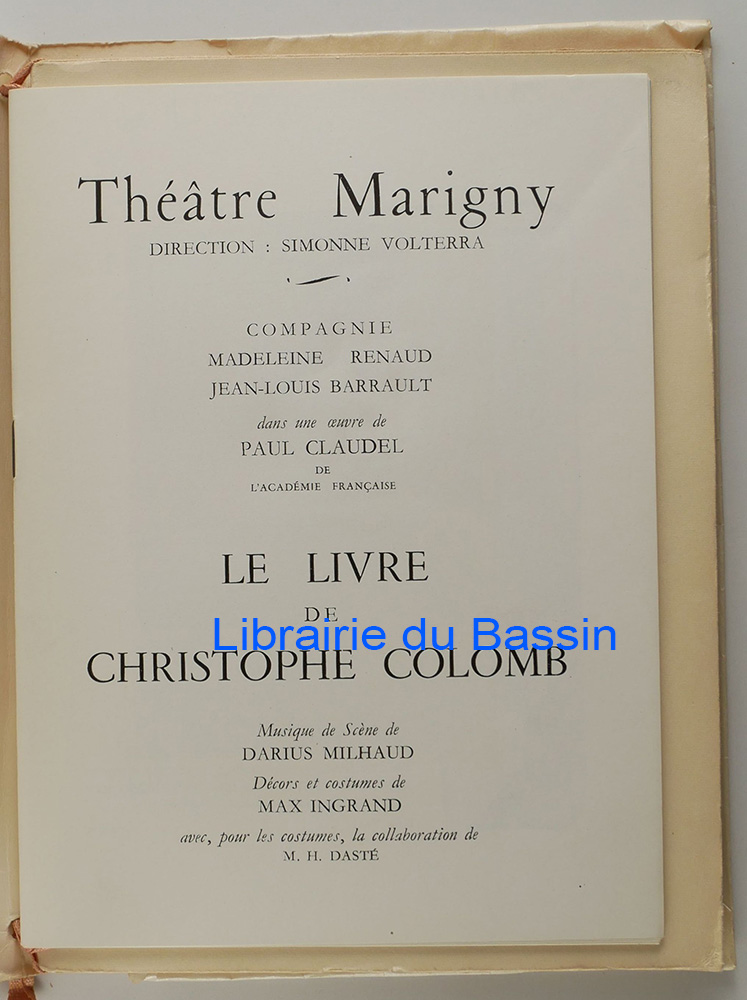 Théâtre Marigny
DIRECTION : SIMONNE VOLTERRA
COMPAGNIE
MADELEINE RENAUD
JEAN-LOUIS BARRAULT
dans une œuvre de
PAUL CLAUDEL
DE
L'ACADÉMIE FRANÇAISE
LE LIVRE
DE
Librairie du Bassin
CHRISTOPHE COLOMB
Musique de Scène de
DARIUS MILHAUD
Décors et costumes de
MAX INGRAND
avec, pour les costumes, la collaboration de
M. H. DASTÉ